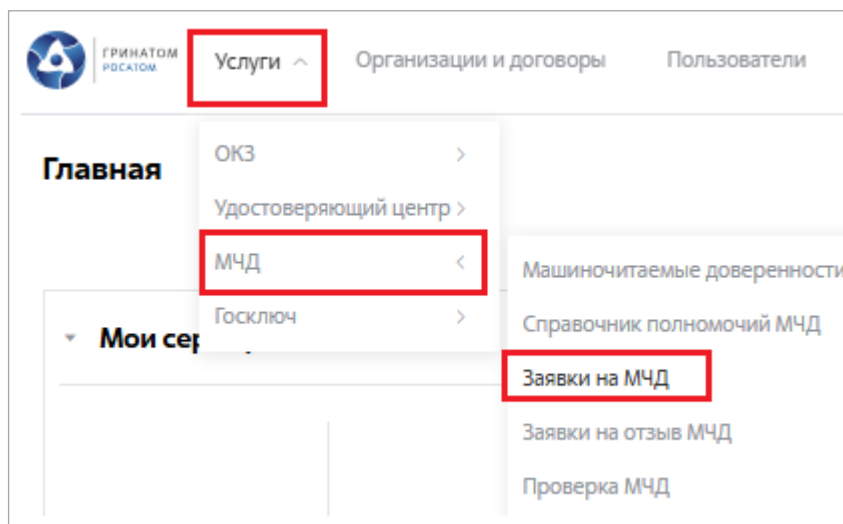 ГРИНАТОМ
РОСАТОМ
Услуги
Организации и договоры
Пользователи
Главная
ОКЗ
Удостоверяющий центр
МЧД
Госключ
Машиночитаемые доверенности
Справочник полномочий МЧД
Заявки на МЧД
Заявки на отзыв МЧД
Проверка МЧД
Мои